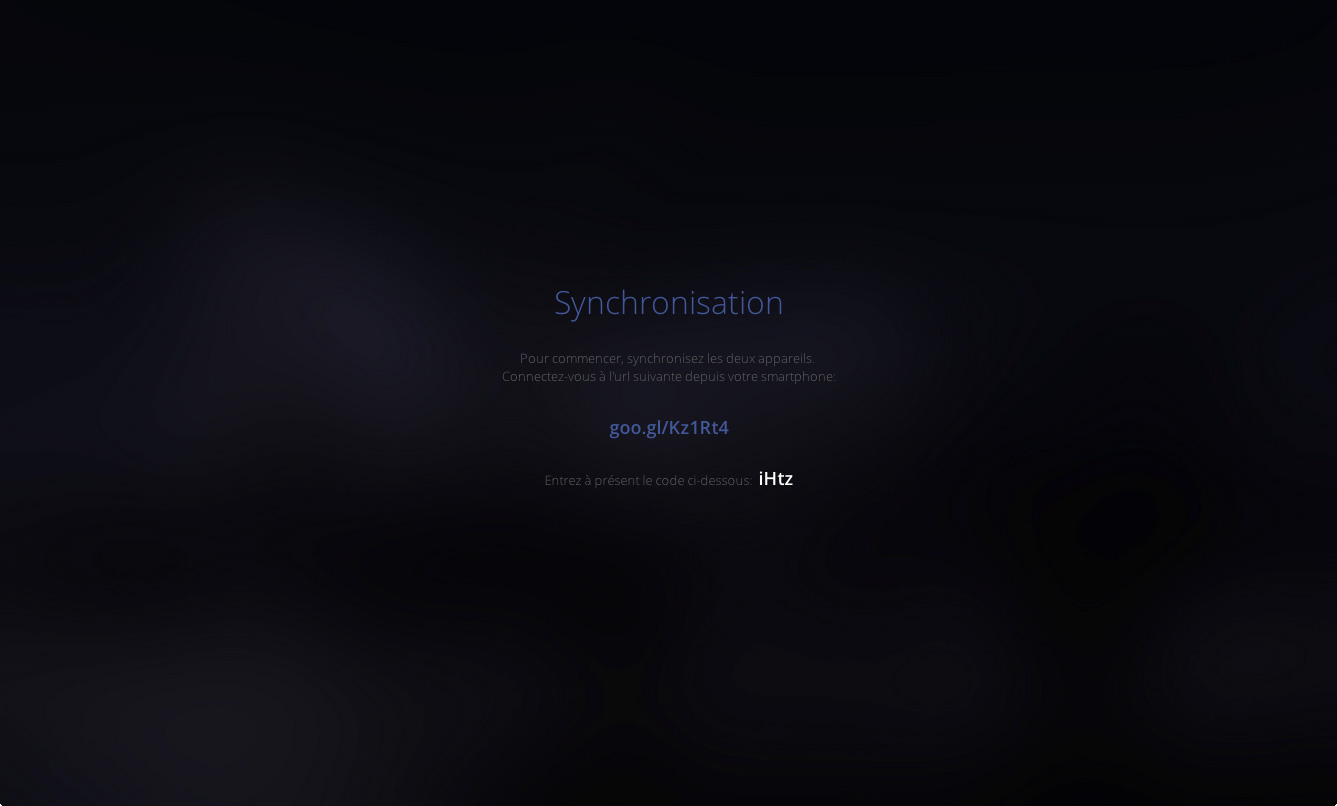 Synchronisation
Pour commencer, synchronisez les deux appareils.
Connectez-vous à l'url suivante depuis votre smartphone:
goo.gl/Kz1Rt4
Entrez à présent le code ci-dessous: iHtz